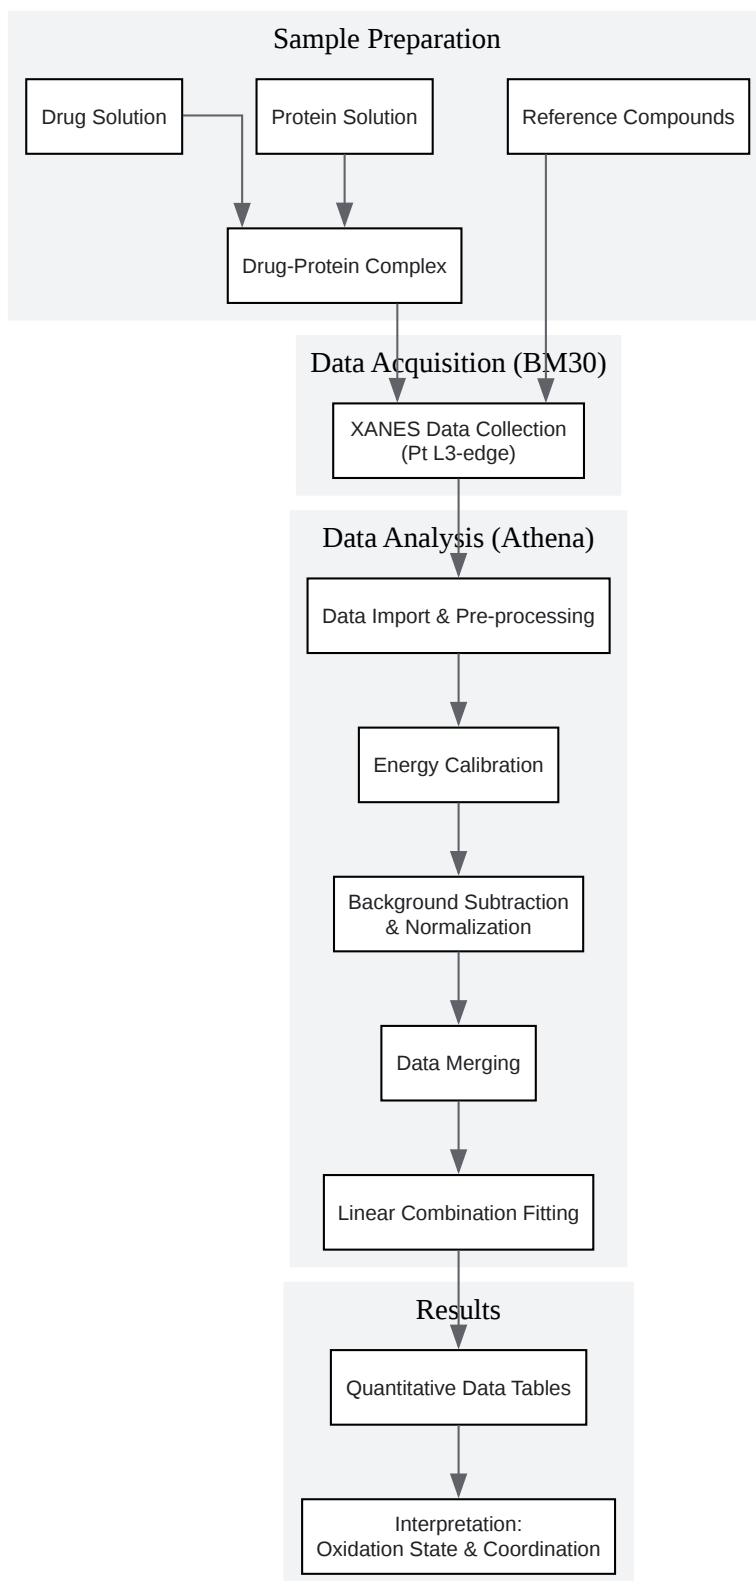 Sample Preparation
Drug Solution
Protein Solution
Reference Compounds
Drug-Protein Complex
Data Acquisition (BM30)
XANES Data Collection
(Pt L3-edge)
Data Analysis (Athena)
Data Import & Pre-processing
Energy Calibration
Background Subtraction
& Normalization
Data Merging
Linear Combination Fitting
Results
Quantitative Data Tables
Interpretation:
Oxidation State & Coordination